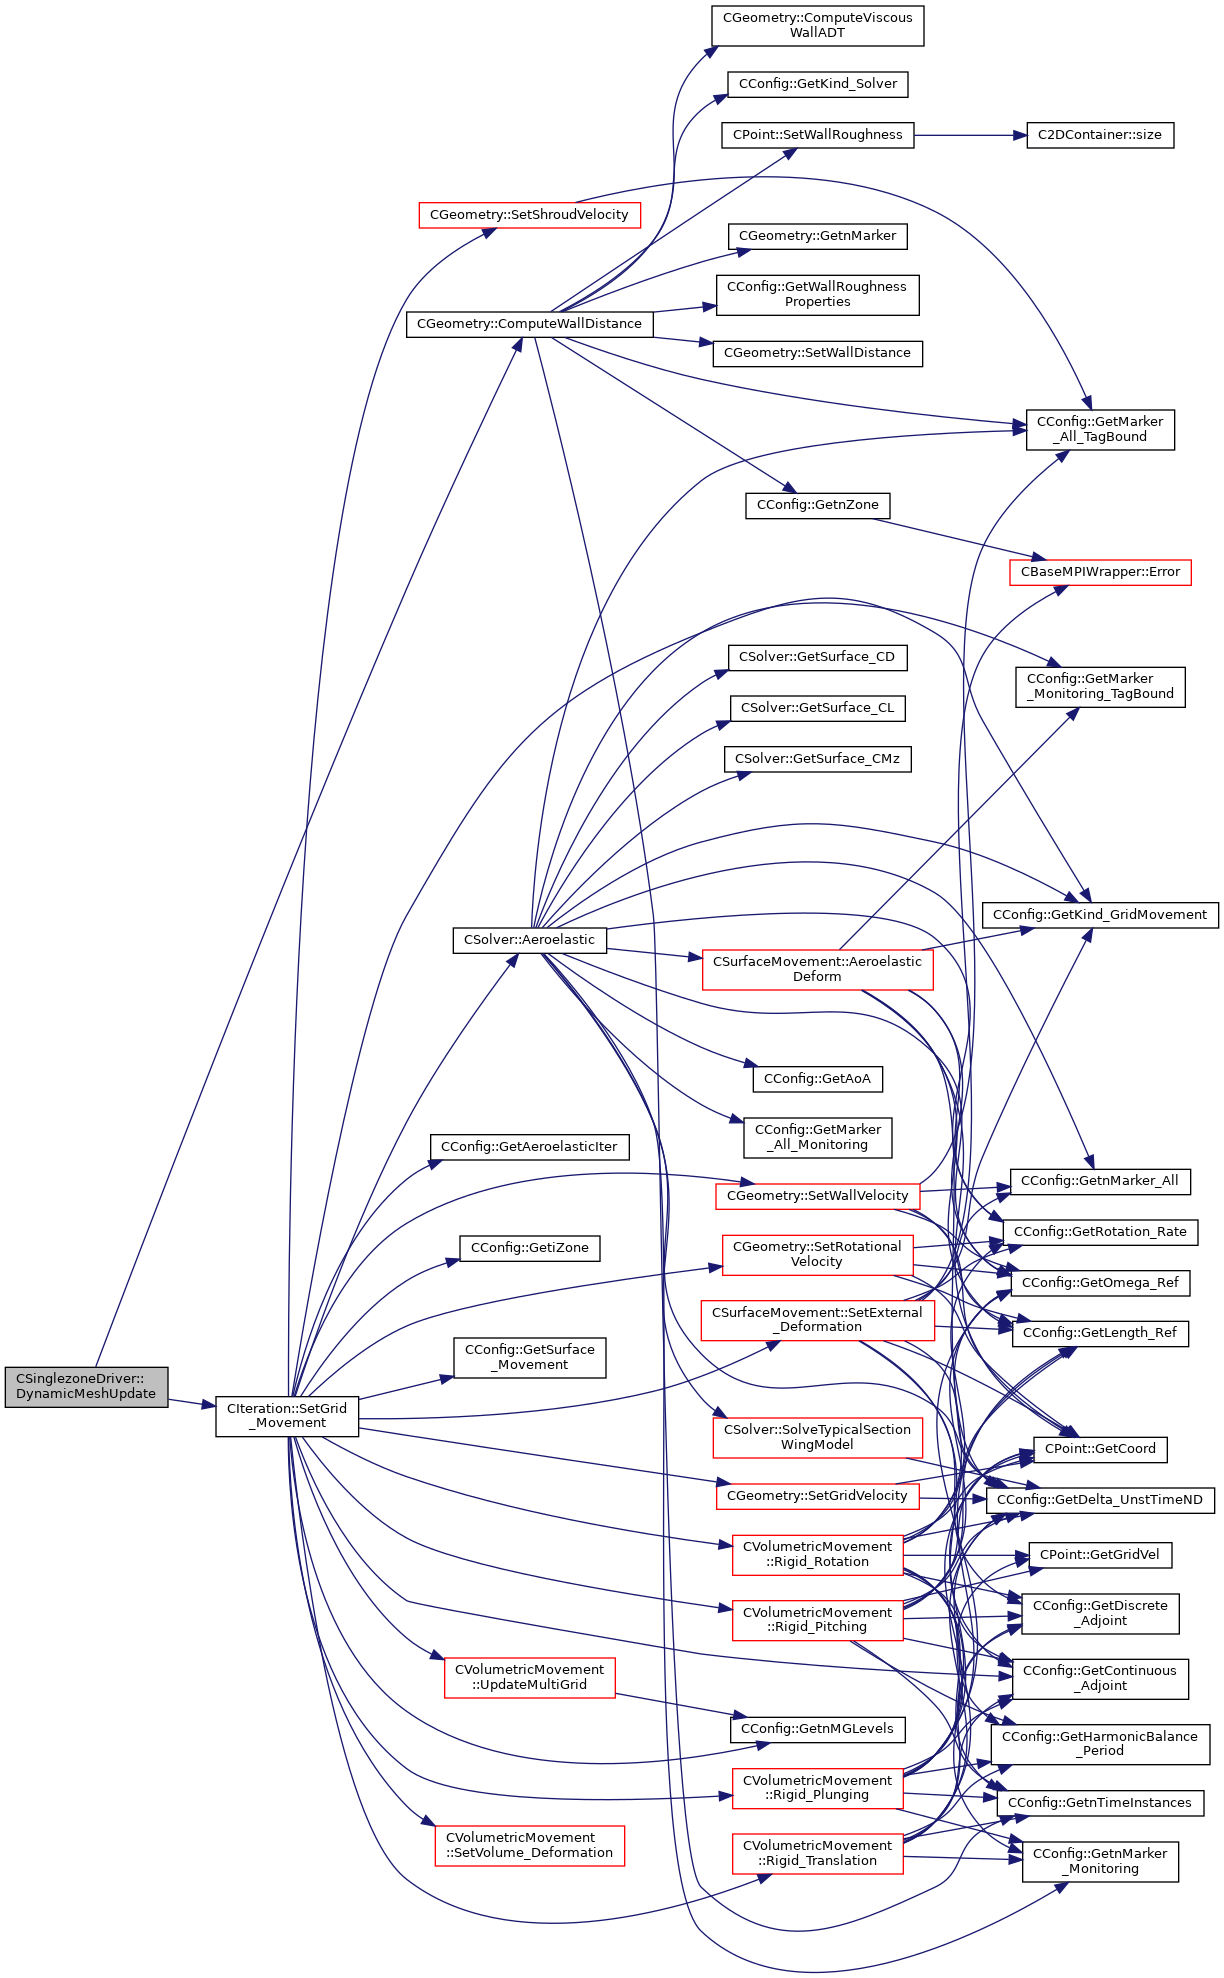 CGeometry::ComputeViscous
WallADT
CConfig::GetKind_Solver
CPoint::SetWallRoughness
C2DContainer::size
CGeometry::SetShroudVelocity
CGeometry::GetnMarker
CConfig::GetWallRoughness
Properties
CGeometry::ComputeWallDistance
CGeometry::SetWallDistance
CConfig::GetMarker
_All_TagBound
CConfig::GetnZone
CBaseMPIWrapper::Error
CSolver::GetSurface_CD
CConfig::GetMarker
_Monitoring_TagBound
CSolver::GetSurface_CL
CSolver::GetSurface_CMz
CConfig::GetKind_GridMovement
CSolver::Aeroelastic
CSurfaceMovement::Aeroelastic
Deform
CConfig::GetAoA
CConfig::GetMarker
_All_Monitoring
CConfig::GetAeroelasticIter
CConfig::GetnMarker_All
CGeometry::SetWallVelocity
CConfig::GetRotation_Rate
CConfig::GetiZone
CGeometry::SetRotational
Velocity
CConfig::GetOmega_Ref
CSurfaceMovement::SetExternal
_Deformation
CConfig::GetLength_Ref
CConfig::GetSurface
_Movement
CSinglezoneDriver::
DynamicMeshUpdate
CIteration::SetGrid
_Movement
CSolver::SolveTypicalSection
WingModel
CPoint::GetCoord
CGeometry::SetGridVelocity
CConfig::GetDelta_UnstTimeND
CVolumetricMovement
::Rigid_Rotation
CPoint::GetGridVel
CVolumetricMovement
::Rigid_Pitching
CConfig::GetDiscrete
_Adjoint
CVolumetricMovement
::UpdateMultiGrid
CConfig::GetContinuous
_Adjoint
CConfig::GetnMGLevels
CConfig::GetHarmonicBalance
_Period
CVolumetricMovement
::Rigid_Plunging
CConfig::GetnTimeInstances
CVolumetricMovement
::SetVolume_Deformation
CVolumetricMovement
::Rigid_Translation
CConfig::GetnMarker
_Monitoring